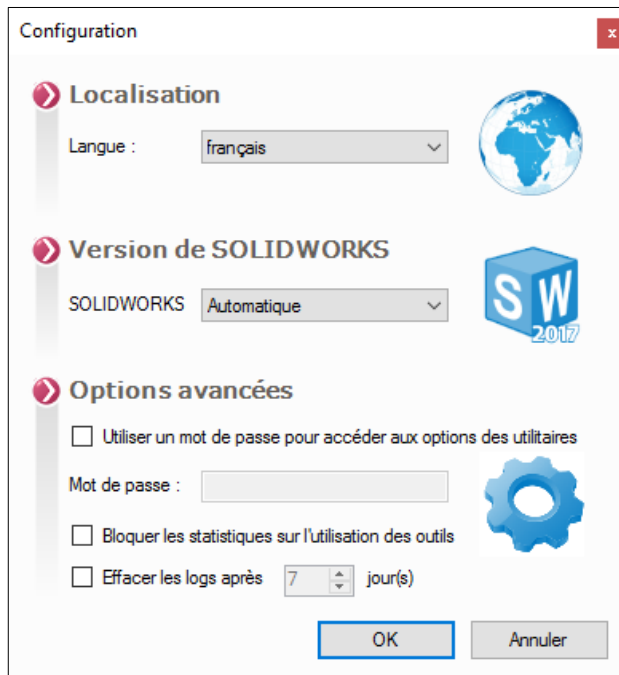 Configuration
x
Localisation
Langue :
français
Version de SOLIDWORKS
SOLIDWORKS
Automatique
SW
2017
Options avancées
Utiliser un mot de passe pour accéder aux options des utilitaires
Mot de passe :
Bloquer les statistiques sur l'utilisation des outils
Effacer les logs après 7 jour(s)
OK
Annuler